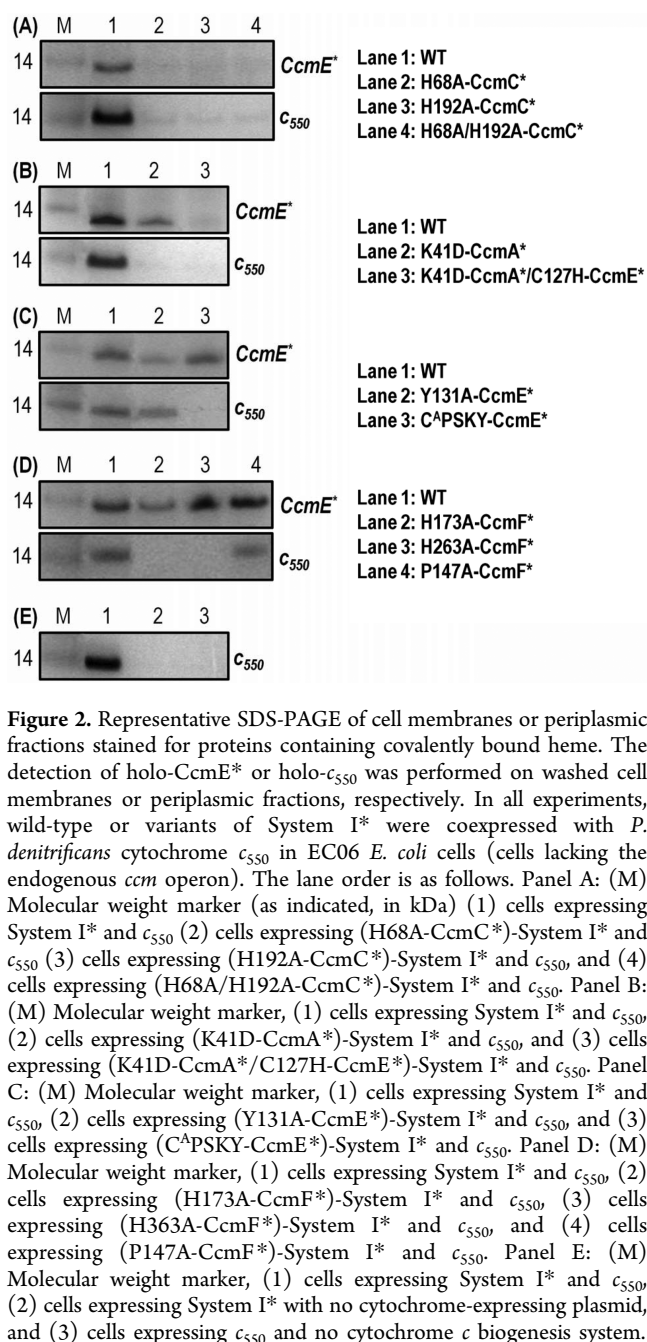 (A) M 1 2 3 4
14 CcmE*
14 c550
Lane 1: WT
Lane 2: H68A-CcmC*
Lane 3: H192A-CcmC*
Lane 4: H68A/H192A-CcmC*
(B) M 1 2 3
14 CcmE*
14 c550
Lane 1: WT
Lane 2: K41D-CcmA*
Lane 3: K41D-CcmA*/C127H-CcmE*
(C) M 1 2 3
14 CcmE*
14 c550
Lane 1: WT
Lane 2: Y131A-CcmE*
Lane 3: CᴬPSKY-CcmE*
(D) M 1 2 3 4
14 CcmE*
14 c550
Lane 1: WT
Lane 2: H173A-CcmF*
Lane 3: H263A-CcmF*
Lane 4: P147A-CcmF*
(E) M 1 2 3
14 c550
Figure 2. Representative SDS-PAGE of cell membranes or periplasmic
fractions stained for proteins containing covalently bound heme. The
detection of holo-CcmE* or holo-c550 was performed on washed cell
membranes or periplasmic fractions, respectively. In all experiments,
wild-type or variants of System I* were coexpressed with P.
denitrificans cytochrome c550 in EC06 E. coli cells (cells lacking the
endogenous ccm operon). The lane order is as follows. Panel A: (M)
Molecular weight marker (as indicated, in kDa) (1) cells expressing
System I* and c550 (2) cells expressing (H68A-CcmC*)-System I* and
c550 (3) cells expressing (H192A-CcmC*)-System I* and c550, and (4)
cells expressing (H68A/H192A-CcmC*)-System I* and c550. Panel B:
(M) Molecular weight marker, (1) cells expressing System I* and c550,
(2) cells expressing (K41D-CcmA*)-System I* and c550, and (3) cells
expressing (K41D-CcmA*/C127H-CcmE*)-System I* and c550. Panel
C: (M) Molecular weight marker, (1) cells expressing System I* and
c550, (2) cells expressing (Y131A-CcmE*)-System I* and c550, and (3)
cells expressing (CᴬPSKY-CcmE*)-System I* and c550. Panel D: (M)
Molecular weight marker, (1) cells expressing System I* and c550, (2)
cells expressing (H173A-CcmF*)-System I* and c550, (3) cells
expressing (H363A-CcmF*)-System I* and c550, and (4) cells
expressing (P147A-CcmF*)-System I* and c550. Panel E: (M)
Molecular weight marker, (1) cells expressing System I* and c550,
(2) cells expressing System I* with no cytochrome-expressing plasmid,
and (3) cells expressing c550 and no cytochrome c biogenesis system.